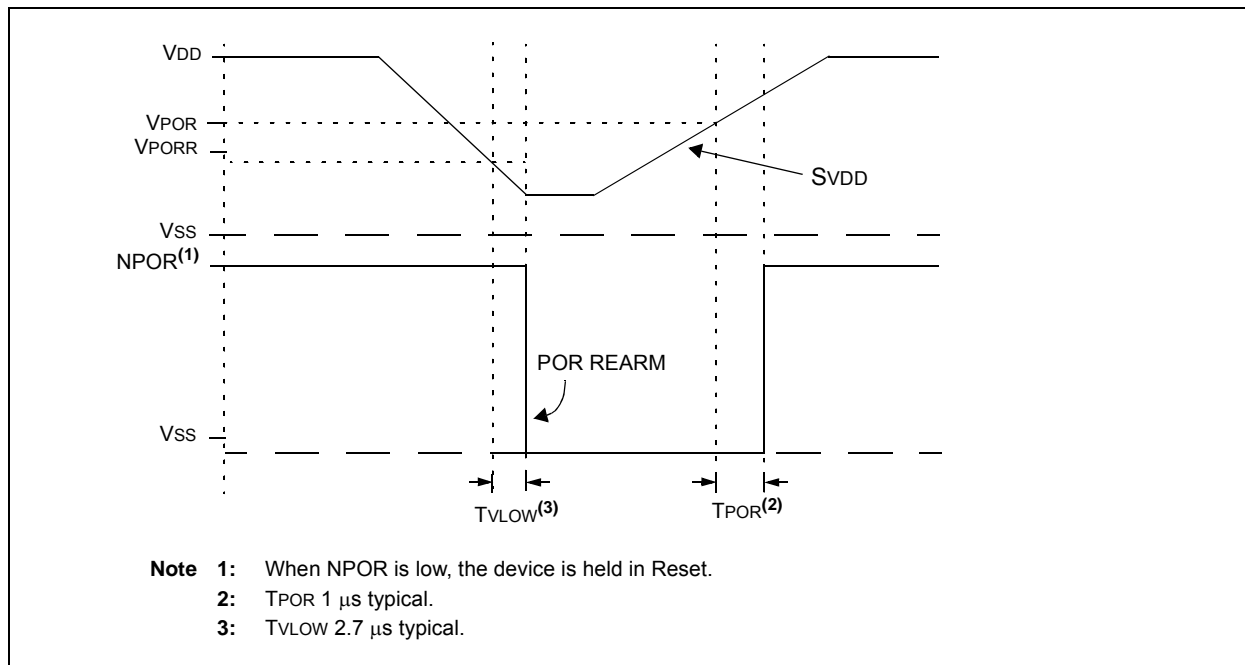 VDD
VPOR
VPORR
SVDD
VSS
NPOR(1)
POR REARM
VSS
TVLOW(3)
TPOR(2)
Note 1: When NPOR is low, the device is held in Reset.
2: TPOR 1 μs typical.
3: TVLOW 2.7 μs typical.